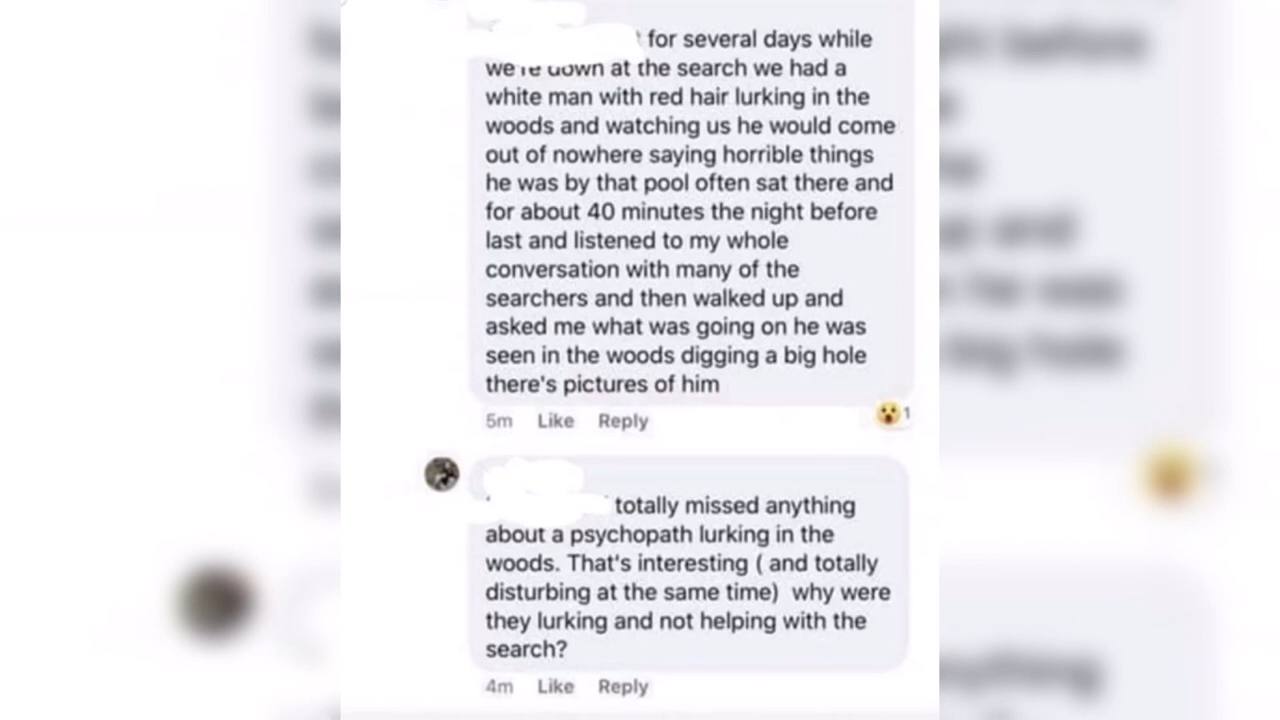 for several days while
we're down at the search we had a
white man with red hair lurking in the
woods and watching us he would come
out of nowhere saying horrible things
he was by that pool often sat there and
for about 40 minutes the night before
last and listened to my whole
conversation with many of the
searchers and then walked up and
asked me what was going on he was
seen in the woods digging a big hole
there's pictures of him
5m Like Reply 1
totally missed anything
about a psychopath lurking in the
woods. That's interesting ( and totally
disturbing at the same time) why were
they lurking and not helping with the
search?
4m Like Reply